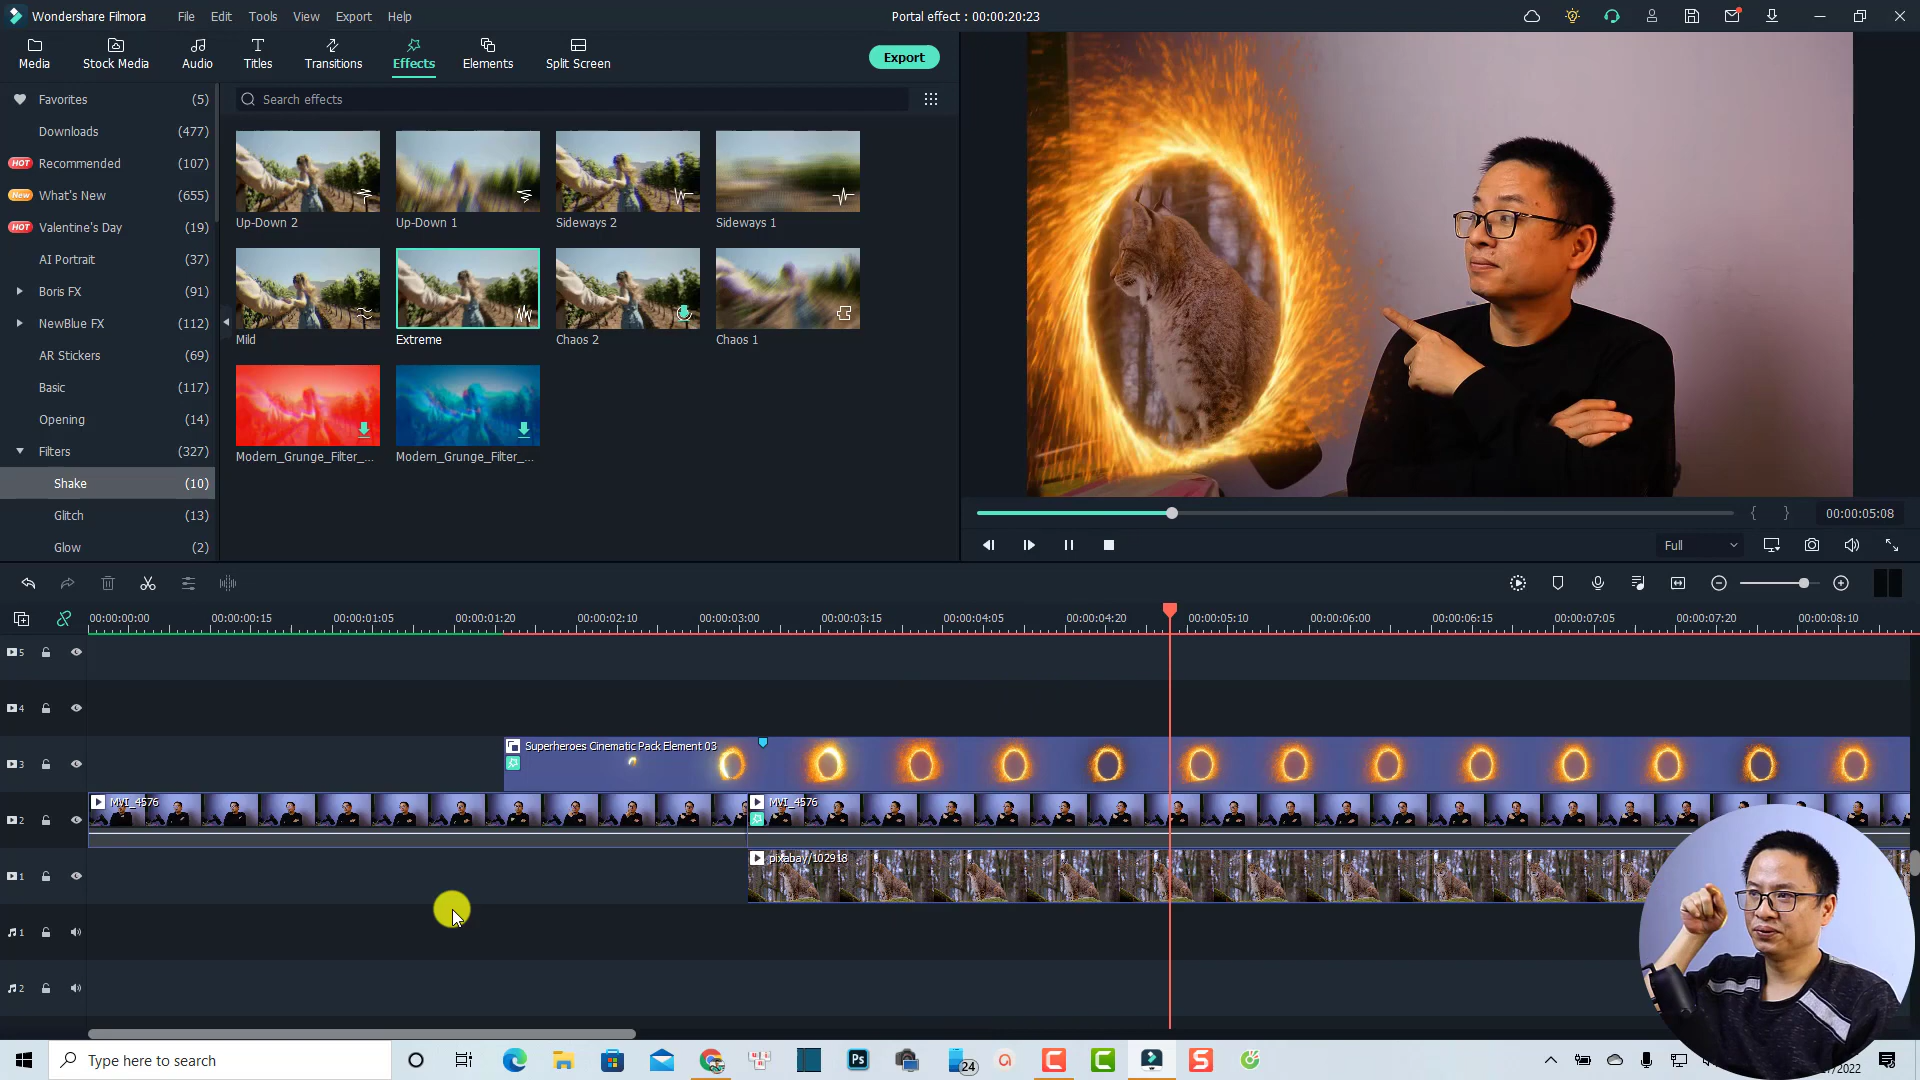 Wondershare Filmora File Edit Tools View Export Help Portal effect : 00:00:20:23
Media Stock Media Audio Titles Transitions Effects Elements Split Screen Export
Favorites (5)
Downloads (477)
HOT Recommended (107)
New What's New (655)
HOT Valentine's Day (19)
AI Portrait (37)
Boris FX (91)
NewBlue FX (112)
AR Stickers (69)
Basic (117)
Opening (14)
Filters (327)
Shake (10)
Glitch (13)
Glow (2)
Search effects
Up-Down 2 Up-Down 1 Sideways 2 Sideways 1
Mild Extreme Chaos 2 Chaos 1
Modern_Grunge_Filter_... Modern_Grunge_Filter_...
{ } 00:00:05:08
Full
00:00:00:00 00:00:00:15 00:00:01:05 00:00:01:20 00:00:02:10 00:00:03:00 00:00:03:15 00:00:04:05 00:00:04:20 00:00:05:10 00:00:06:00 00:00:06:15 00:00:07:05 00:00:07:20 00:00:08:10
5
4
3 Superheroes Cinematic Pack Element 03
2 MVI_4576 MVI_4576
1 pixabay/102918
1
2
Type here to search
Ps
24
/2022